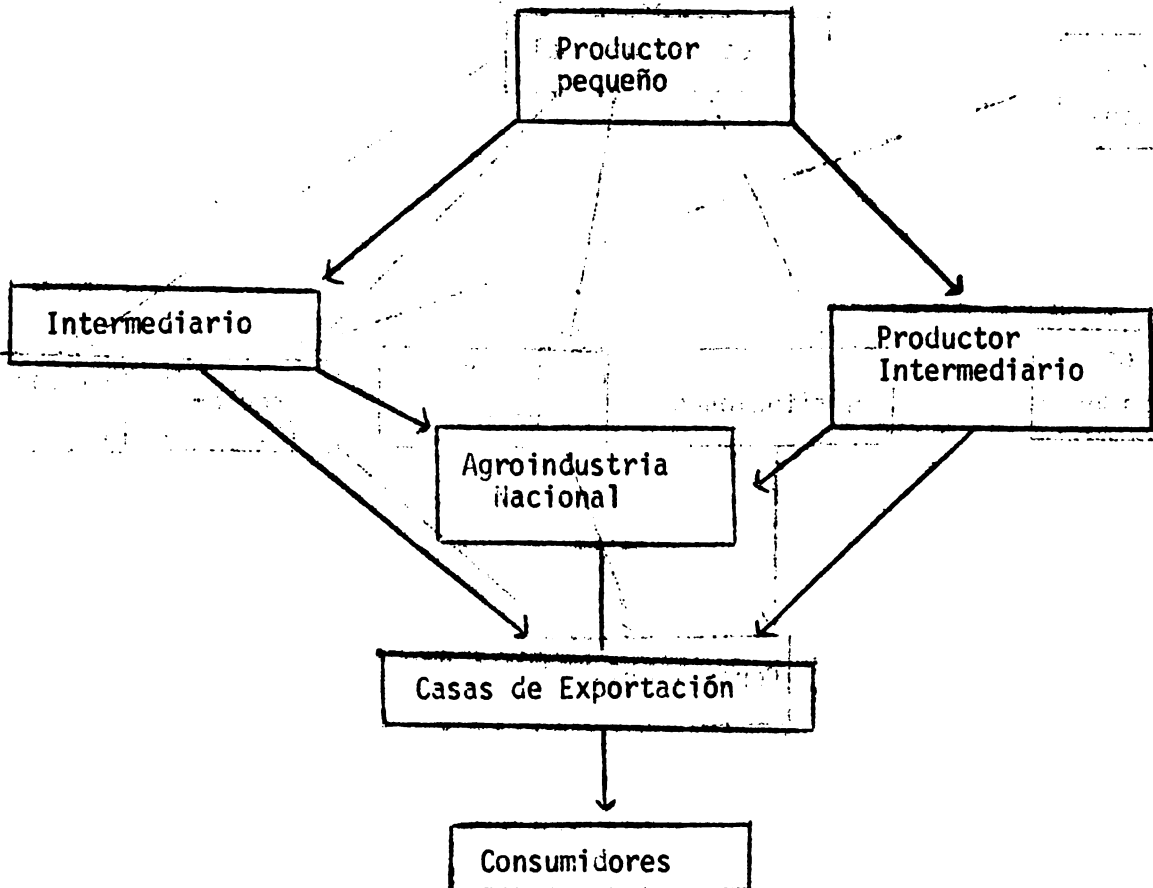 Productor
pequeño
Intermediario
Productor
Intermediario
Agroindustria
Nacional
Casas de Exportación
Consumidores